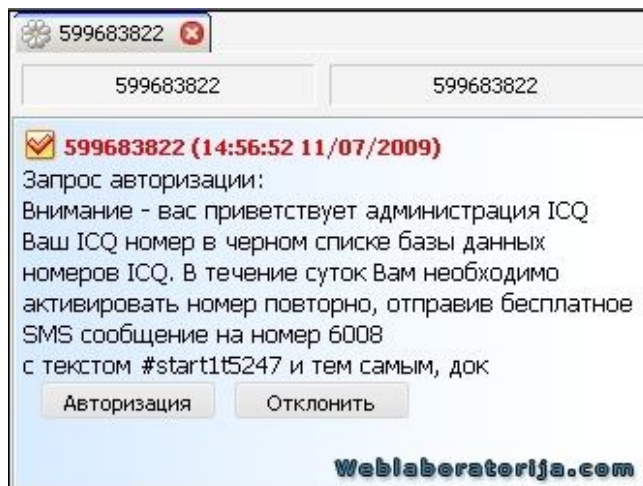 599683822
599683822 599683822
599683822 (14:56:52 11/07/2009)
Запрос авторизации:
Внимание - вас приветствует администрация ICQ
Ваш ICQ номер в черном списке базы данных
номеров ICQ. В течение суток Вам необходимо
активировать номер повторно, отправив бесплатное
SMS сообщение на номер 6008
с текстом #start1t5247 и тем самым, док
Авторизация Отклонить
Weblaboratorija.com